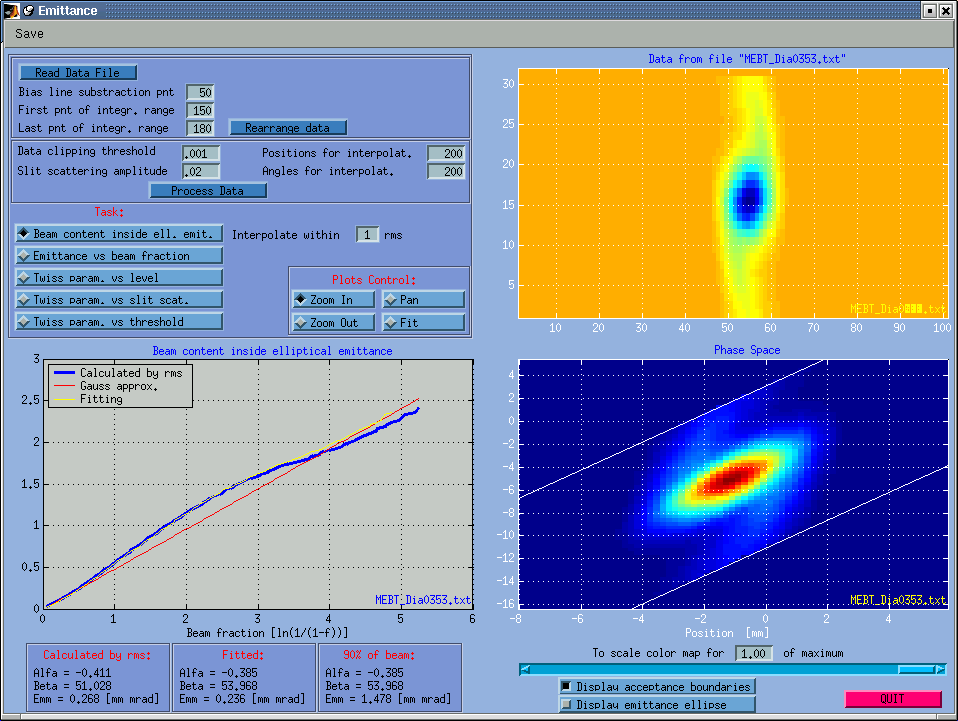 Emittance
Save
Read Data File
Bias line substraction pnt 50
First pnt of integr. range 150
Last pnt of integr. range 180 Rearrange data
Data clipping threshold .001 Positions for interpolat. 200
Slit scattering amplitude .02 Angles for interpolat. 200
Process Data
Task:
Beam content inside ell. emit. Interpolate within 1 rms
Emittance vs beam fraction
Twiss param. vs level
Twiss param. vs slit scat.
Twiss param. vs threshold
Plots Control:
Zoom In Pan
Zoom Out Fit
Data from file "MEBT_Dia0353.txt"
30
25
20
15
10
5
10 20 30 40 50 60 70 80 90 100
Beam content inside elliptical emittance
Calculated by rms
Gauss approx.
Fitting
3
2.5
2
1.5
1
0.5
0
MEBT_Dia0353.txt
0 1 2 3 4 5 6
Beam fraction [ln(1/(1-f))]
Phase Space
4
2
0
-2
-4
-6
-8
-10
-12
-14
-16
MEBT_Dia0353.txt
-8 -6 -4 -2 0 2 4
Position [mm]
Calculated by rms:
Alfa = -0.411
Beta = 51.028
Emm = 0.268 [mm mrad]
Fitted:
Alfa = -0.385
Beta = 53.968
Emm = 0.236 [mm mrad]
90% of beam:
Alfa = -0.385
Beta = 53.968
Emm = 1.478 [mm mrad]
To scale color map for 1.00 of maximum
Display acceptance boundaries
Display emittance ellipse
QUIT